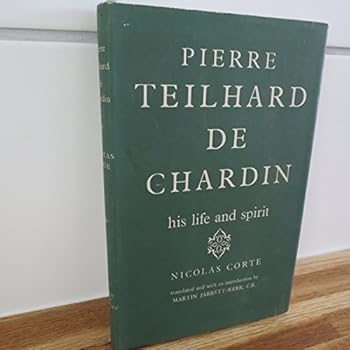 PIERRE
TEILHARD
DE
CHARDIN
his life and spirit
NICOLAS CORTE
translated and with an introduction by
MARTIN JARRETT-KERR, C.R.